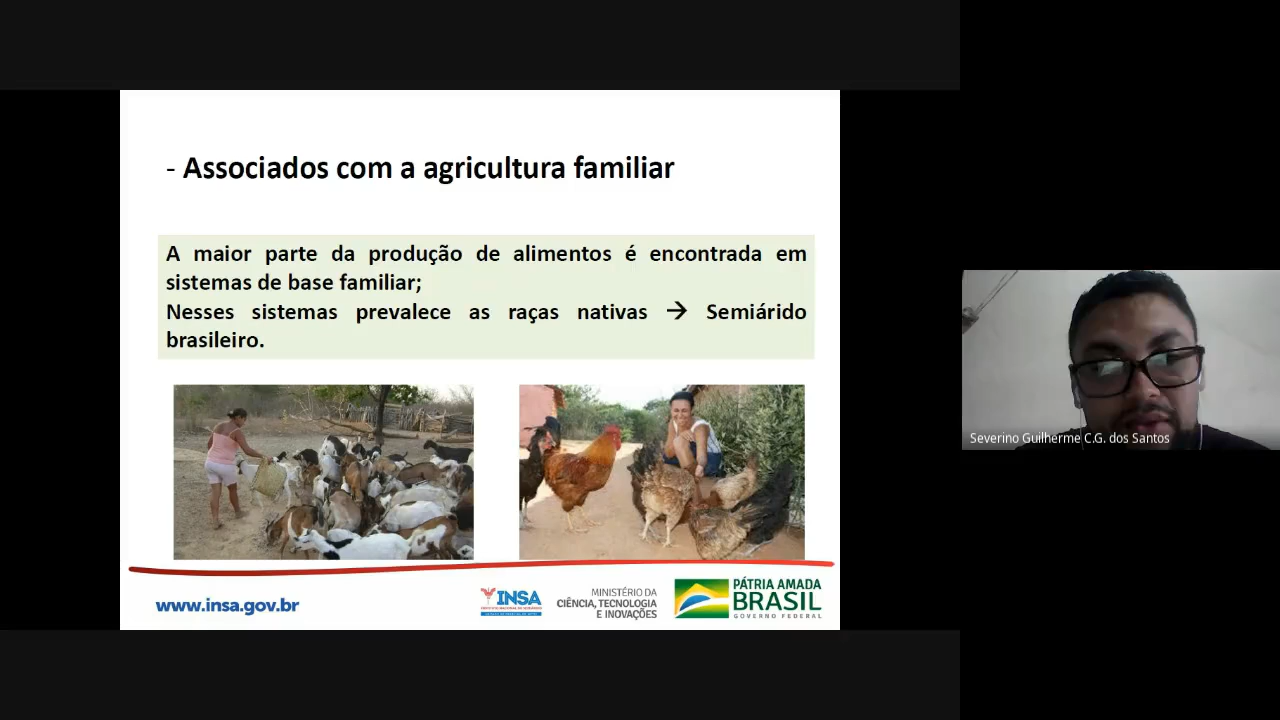 - Associados com a agricultura familiar
A maior parte da produção de alimentos é encontrada em
sistemas de base familiar;
Nesses sistemas prevalece as raças nativas → Semiárido
brasileiro.
Severino Guilherme C.G. dos Santos
www.insa.gov.br
INSA
MINISTÉRIO DA
CIÊNCIA, TECNOLOGIA
E INOVAÇÕES
PÁTRIA AMADA
BRASIL
GOVERNO FEDERAL